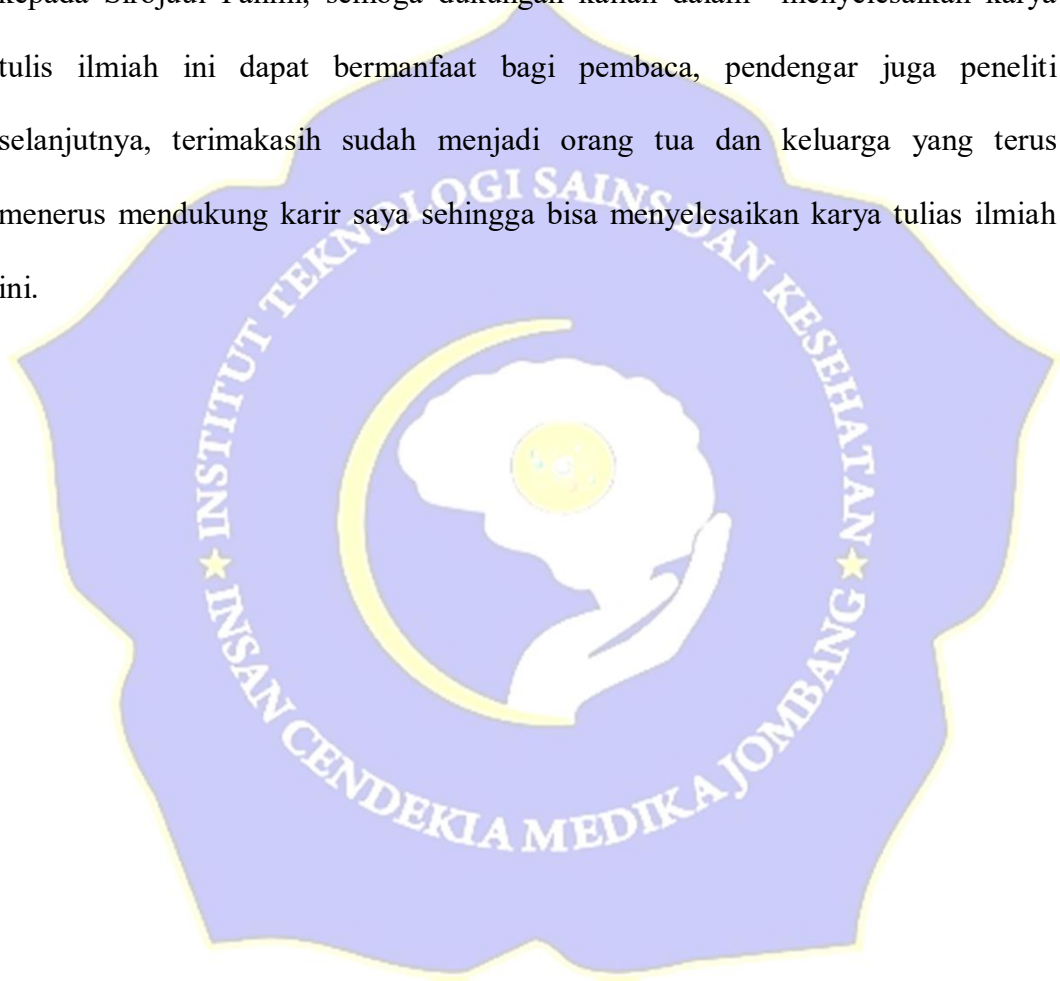 kepada Sirojudi Fahmi, semoga dukungan kalian dalam menyelesaikan karya
tulis ilmiah ini dapat bermanfaat bagi pembaca, pendengar juga peneliti
selanjutnya, terimakasih sudah menjadi orang tua dan keluarga yang terus
menerus mendukung karir saya sehingga bisa menyelesaikan karya tulias ilmiah
ini.
INSTITUT TEKNOLOGI SAINS DAN KESEHATAN
INSAN CENDEKIA MEDIKA JOMBANG